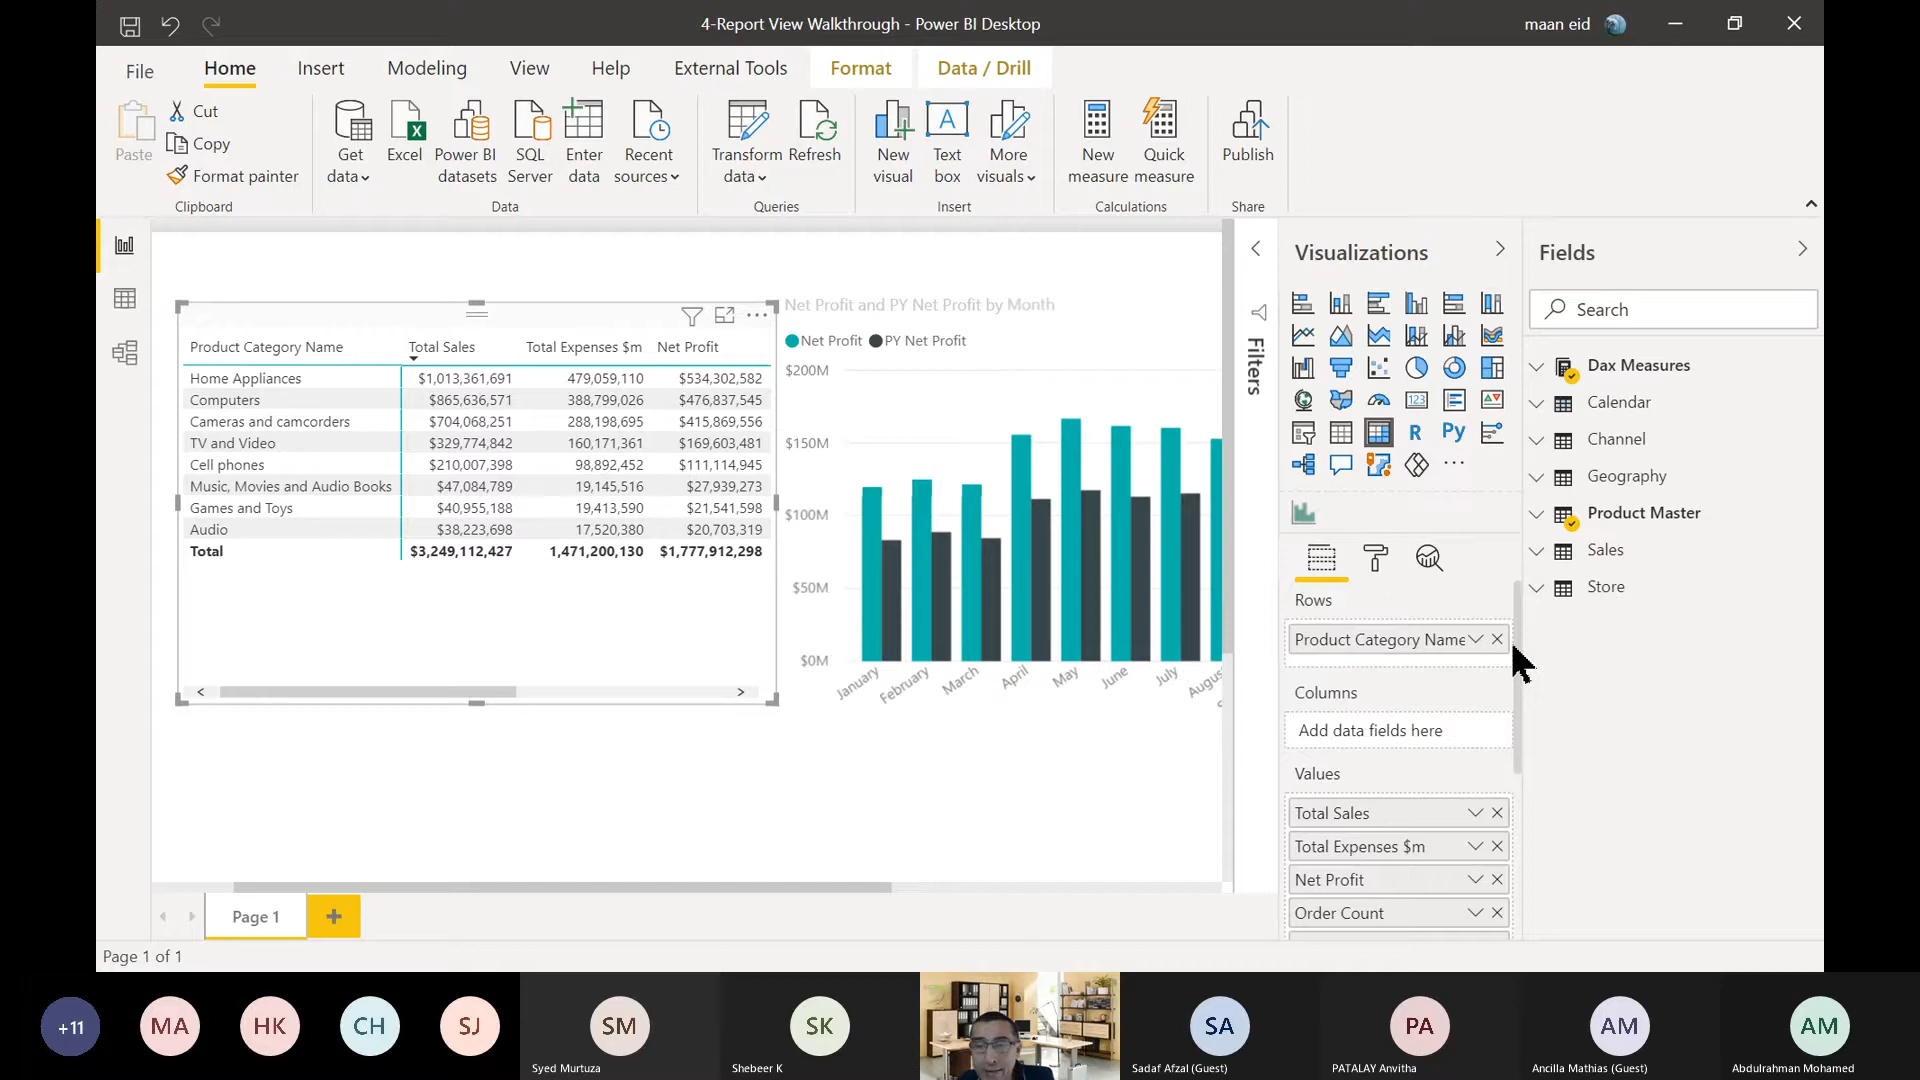 4-Report View Walkthrough - Power BI Desktop
maan eid
File Home Insert Modeling View Help External Tools Format Data / Drill
Paste
Cut
Copy
Format painter
Clipboard
Get data
Excel
Power BI datasets
SQL Server
Enter data
Recent sources
Data
Transform data
Refresh
Queries
New visual
Text box
More visuals
Insert
New measure
Quick measure
Calculations
Publish
Share
Product Category Name Total Sales Total Expenses $m Net Profit
Home Appliances $1,013,361,691 479,059,110 $534,302,582
Computers $865,636,571 388,799,026 $476,837,545
Cameras and camcorders $704,068,251 288,198,695 $415,869,556
TV and Video $329,774,842 160,171,361 $169,603,481
Cell phones $210,007,398 98,892,452 $111,114,945
Music, Movies and Audio Books $47,084,789 19,145,516 $27,939,273
Games and Toys $40,955,188 19,413,590 $21,541,598
Audio $38,223,698 17,520,380 $20,703,319
Total $3,249,112,427 1,471,200,130 $1,777,912,298
Net Profit and PY Net Profit by Month
Net Profit PY Net Profit
$200M
$150M
$100M
$50M
$0M
January February March April May June July Augus
Filters
Visualizations
123
R
Py
Rows
Product Category Name
Columns
Add data fields here
Values
Total Sales
Total Expenses $m
Net Profit
Order Count
Fields
Search
Dax Measures
Calendar
Channel
Geography
Product Master
Sales
Store
Page 1
Page 1 of 1
+11
MA
HK
CH
SJ
SM
Syed Murtuza
SK
Shebeer K
SA
Sadaf Afzal (Guest)
PA
PATALAY Anvitha
AM
Ancilla Mathias (Guest)
AM
Abdulrahman Mohamed